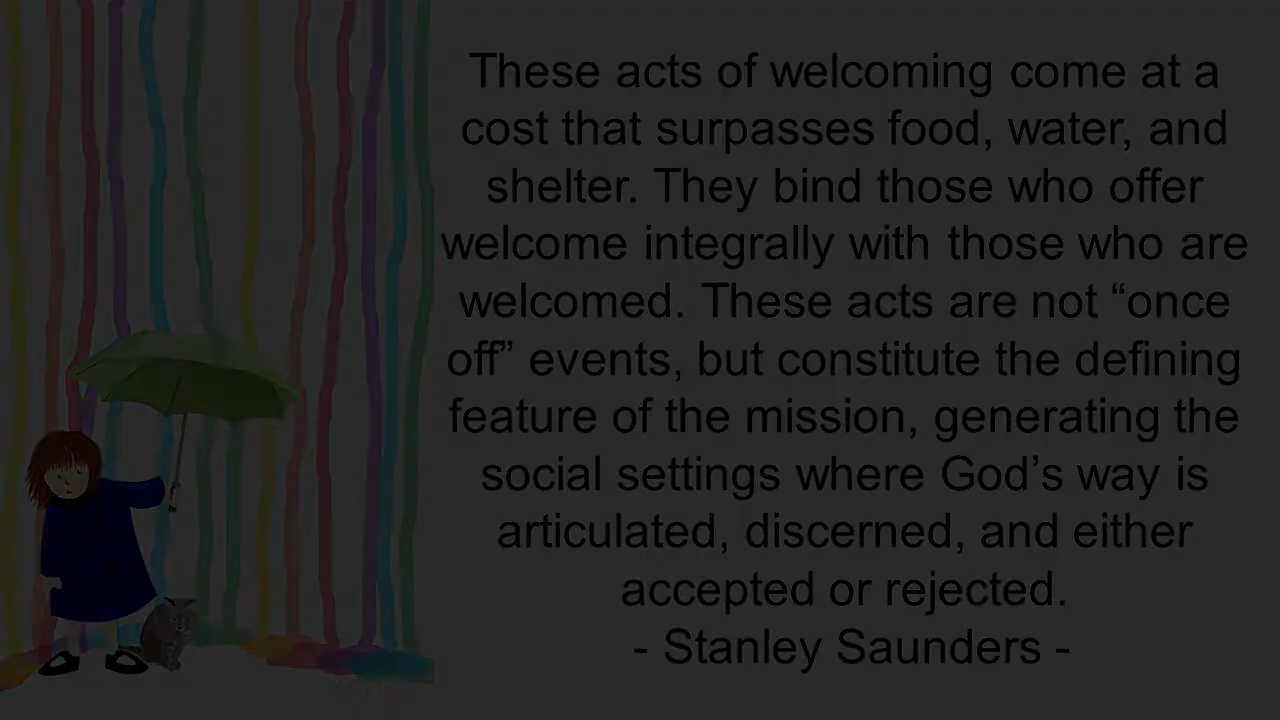 These acts of welcoming come at a
cost that surpasses food, water, and
shelter. They bind those who offer
welcome integrally with those who are
welcomed. These acts are not “once
off” events, but constitute the defining
feature of the mission, generating the
social settings where God’s way is
articulated, discerned, and either
accepted or rejected.
- Stanley Saunders -